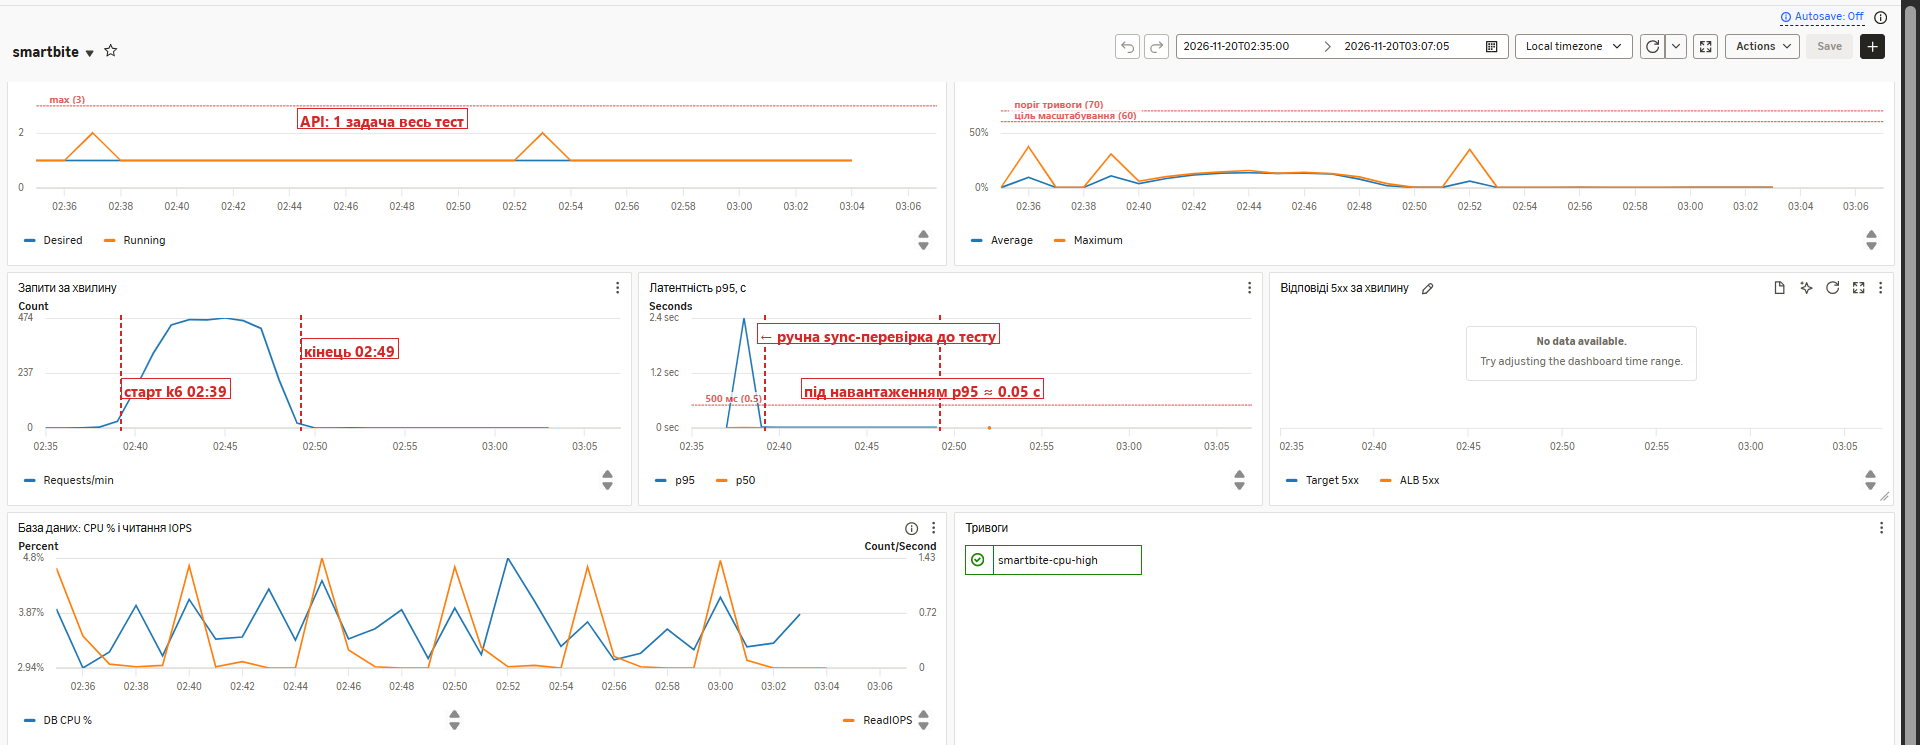 Autosave: Off
smartbite
2026-11-20T02:35:00
2026-11-20T03:07:05
Local timezone
Actions
Save
max (3)
API: 1 задача весь тест
2
0
02:36 02:38 02:40 02:42 02:44 02:46 02:48 02:50 02:52 02:54 02:56 02:58 03:00 03:02 03:04 03:06
Desired Running
поріг тривоги (70)
ціль масштабування (60)
50%
0%
02:36 02:38 02:40 02:42 02:44 02:46 02:48 02:50 02:52 02:54 02:56 02:58 03:00 03:02 03:04 03:06
Average Maximum
Запити за хвилину
Count
474
кінець 02:49
237
старт k6 02:39
0
02:35 02:40 02:45 02:50 02:55 03:00 03:05
Requests/min
Латентність p95, с
Seconds
2.4 sec
← ручна sync-перевірка до тесту
1.2 sec
під навантаженням p95 ≈ 0.05 с
500 мс (0.5)
0 sec
02:35 02:40 02:45 02:50 02:55 03:00 03:05
p95 p50
Відповіді 5xx за хвилину
No data available.
Try adjusting the dashboard time range.
02:35 02:40 02:45 02:50 02:55 03:00 03:05
Target 5xx ALB 5xx
База даних: CPU % і читання IOPS
Percent Count/Second
4.8% 1.43
3.87% 0.72
2.94% 0
02:36 02:38 02:40 02:42 02:44 02:46 02:48 02:50 02:52 02:54 02:56 02:58 03:00 03:02 03:04 03:06
DB CPU % ReadIOPS
Тривоги
smartbite-cpu-high